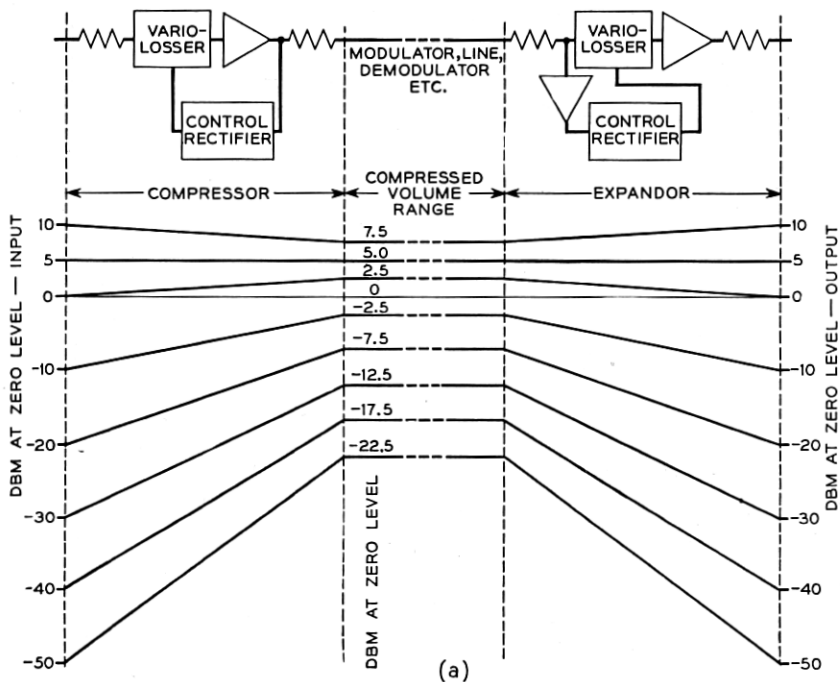 VARIO-
LOSSER
CONTROL
RECTIFIER
MODULATOR, LINE,
DEMODULATOR
ETC.
VARIO-
LOSSER
CONTROL
RECTIFIER
COMPRESSOR
COMPRESSED
VOLUME
RANGE
EXPANDOR
DBM AT ZERO LEVEL — INPUT
10
5
0
-10
-20
-30
-40
-50
7.5
5.0
2.5
0
-2.5
-7.5
-12.5
-17.5
-22.5
DBM AT ZERO LEVEL
10
5
0
-10
-20
-30
-40
-50
DBM AT ZERO LEVEL — OUTPUT
(a)